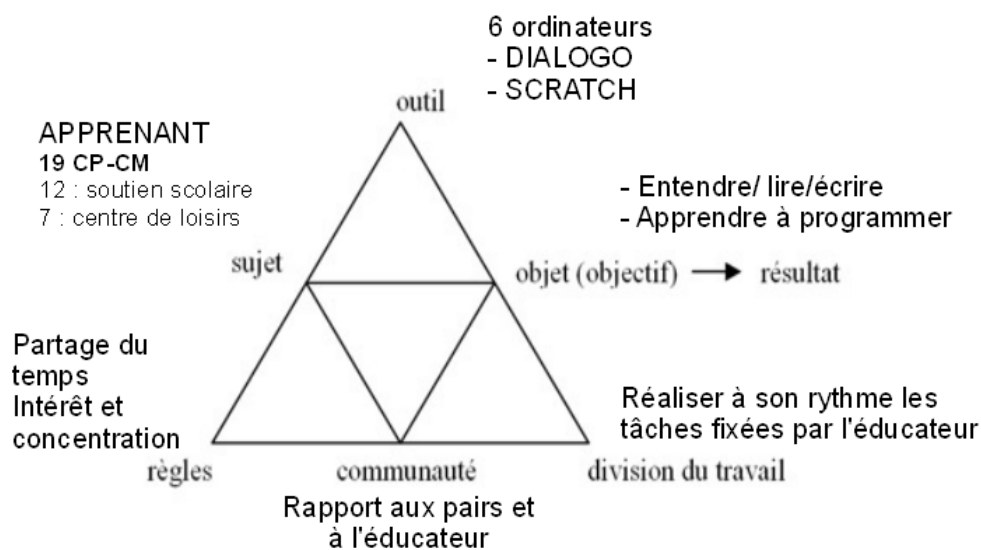 6 ordinateurs
- DIALOGO
- SCRATCH
outil
APPRENANT
19 CP-CM
12 : soutien scolaire
7 : centre de loisirs
- Entendre/ lire/écrire
- Apprendre à programmer
sujet
objet (objectif)
résultat
Partage du
temps
Intérêt et
concentration
Réaliser à son rythme les
tâches fixées par l'éducateur
règles
communauté
division du travail
Rapport aux pairs et
à l'éducateur